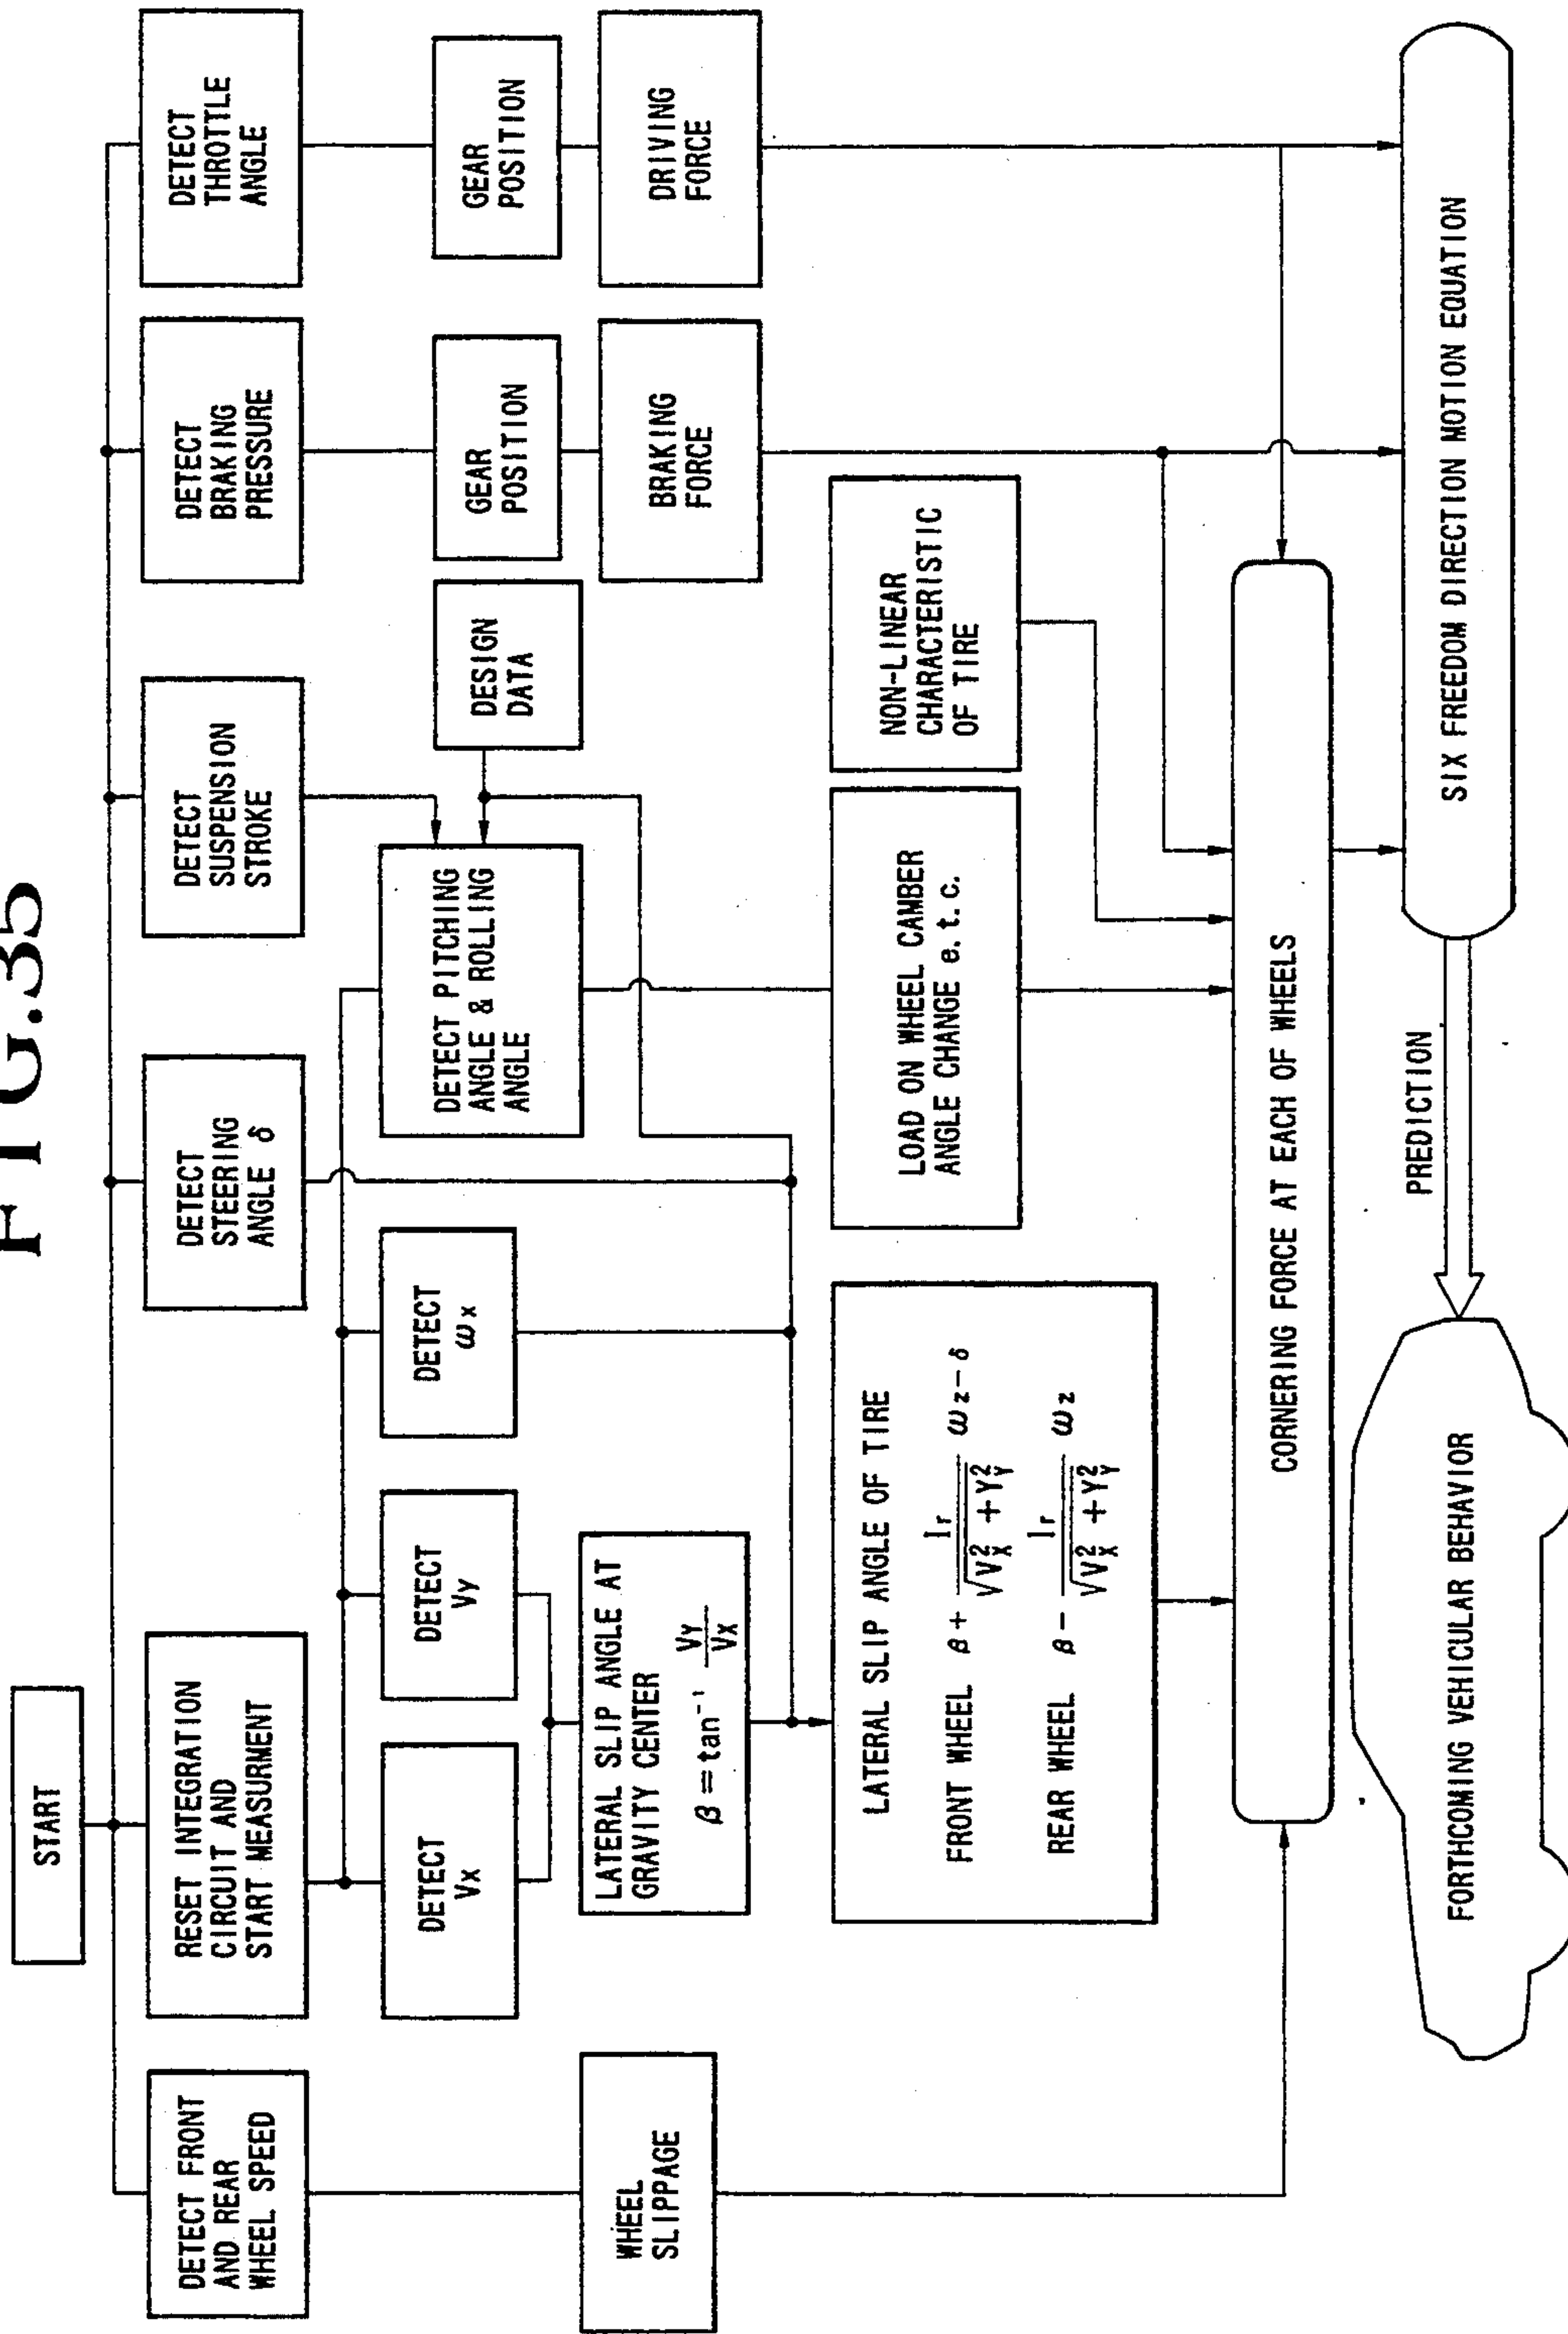 FIG.35
START
DETECT FRONT
AND REAR
WHEEL SPEED
RESET INTEGRATION
CIRCUIT AND
START MEASURMENT
DETECT
STEERING
ANGLE δ
DETECT
SUSPENSION
STROKE
DETECT
BRAKING
PRESSURE
DETECT
THROTTLE
ANGLE
DETECT
Vx
DETECT
Vy
DETECT
ωx
DETECT PITCHING
ANGLE & ROLLING
ANGLE
DESIGN
DATA
GEAR
POSITION
GEAR
POSITION
WHEEL
SLIPPAGE
LATERAL SLIP ANGLE AT
GRAVITY CENTER
β = tan⁻¹ Vy/Vx
BRAKING
FORCE
DRIVING
FORCE
LATERAL SLIP ANGLE OF TIRE
FRONT WHEEL β + lr/√(V²X + Y²Y) ωz-δ
REAR WHEEL β − lr/√(V²X + Y²Y) ωz
LOAD ON WHEEL CAMBER
ANGLE CHANGE e.t.c.
NON-LINEAR
CHARACTERISTIC
OF TIRE
CORNERING FORCE AT EACH OF WHEELS
FORTHCOMING VEHICULAR BEHAVIOR
PREDICTION
SIX FREEDOM DIRECTION MOTION EQUATION